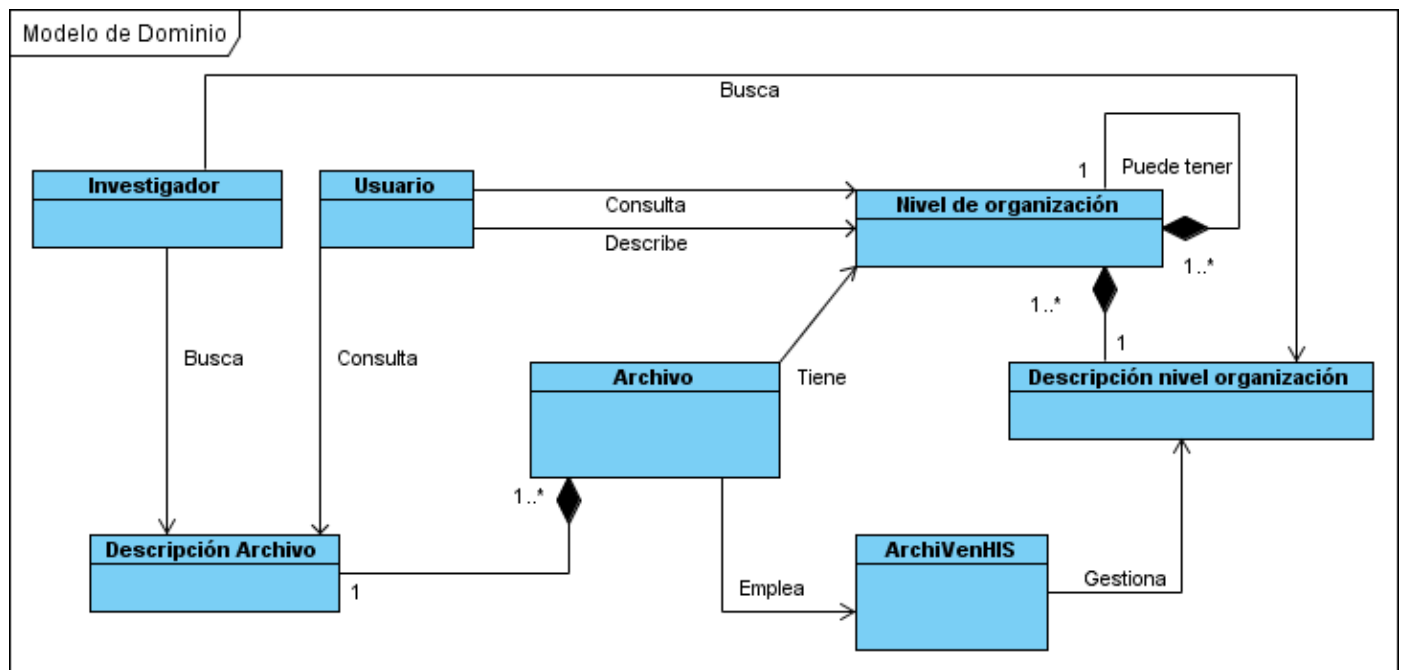 Modelo de Dominio
Busca
Puede tener
1
Investigador
Usuario
Nivel de organización
Consulta
Describe
1..*
1..*
1
Busca
Consulta
Archivo
Tiene
Descripción nivel organización
1..*
Descripción Archivo
1
ArchiVenHIS
Emplea
Gestiona